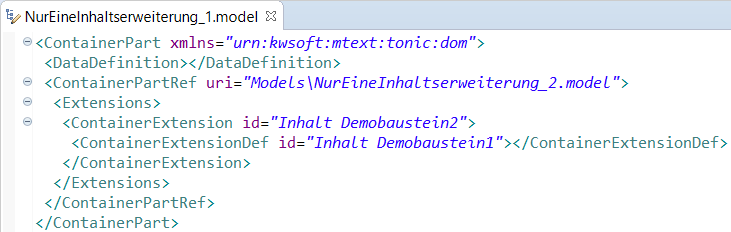 NurEineInhaltserweiterung_1.model
<ContainerPart xmlns="urn:kwsoft:mtext:tonic:dom">
<DataDefinition></DataDefinition>
<ContainerPartRef uri="Models\NurEineInhaltserweiterung_2.model">
<Extensions>
<ContainerExtension id="Inhalt Demobaustein2">
<ContainerExtensionDef id="Inhalt Demobaustein1"></ContainerExtensionDef>
</ContainerExtension>
</Extensions>
</ContainerPartRef>
</ContainerPart>